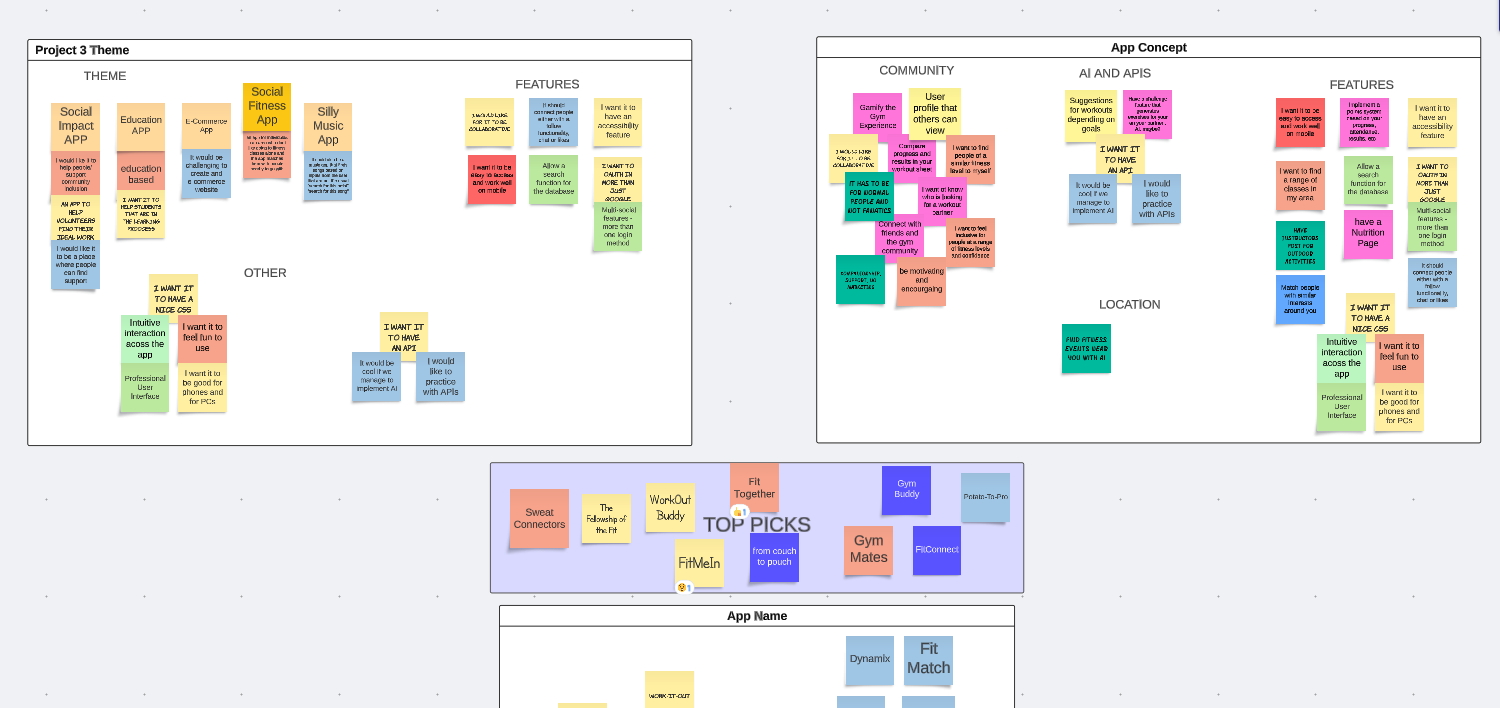 Project 3 Theme
THEME
Social
Impact
APP
I would like it to
help people/
support
community
inclusion
AN APP TO
HELP
VOLUNTEERS
FIND THEIR
IDEAL WORK
I would like it
to be a place
where people
can find
support
Education
APP
education
based
I WANT IT TO
HELP STUDENTS
THAT ARE IN
THE LEARNING
PROCESS
E-Commerce
App
It would be
challenging to
create and
e commerce
website
Social
Fitness
App
Silly
Music
App
FEATURES
I WOULD LIKE
FOR IT TO BE
COLLABORATIVE
It should
connect people
either with a
follow
functionality,
chat or likes
I want it to
have an
accessibility
feature
I want it to be
easy to access
and work well
on mobile
Allow a
search
function for
the database
I WANT TO
OAUTH IN
MORE THAN
JUST
GOOGLE
Multi-social
features -
more than
one login
method
OTHER
I WANT IT
TO HAVE A
NICE CSS
Intuitive
interaction
acoss the
app
I want it to
feel fun to
use
Professional
User
Interface
I want it to
be good for
phones and
for PCs
I WANT IT
TO HAVE
AN API
It would be
cool if we
manage to
implement AI
I would
like to
practice
with APIs
App Concept
COMMUNITY
Gamify the
Gym
Experience
User
profile that
others can
view
I WOULD LIKE
FOR IT TO BE
COLLABORATIVE
Compare
progress and
results in your
workout sheet
I want to find
people of a
similar fitness
level to myself
IT HAS TO BE
FOR NORMAL
PEOPLE AND
NOT FANATICS
I want ot know
who is looking
for a workout
partner
Connect with
friends and
the gym
community
I want to feel
inclusive for
people at a range
of fitness levels
and confidence
COMPANIONSHIP,
SUPPORT, NO
MARKETING
be motivating
and
encourgaing
AI AND APIS
Suggestions
for workouts
depending on
goals
Have a challenge
feature that
generates
exercises for your
on your partner.
AI, maybe?
I WANT IT
TO HAVE
AN API
It would be
cool if we
manage to
implement AI
I would
like to
practice
with APIs
LOCATION
FIND FITNESS
EVENTS NEAR
YOU WITH AI
FEATURES
I want it to be
easy to access
and work well
on mobile
Implement a
points system
based on your
progress,
attendance,
results, etc
I want it to
have an
accessibility
feature
I want to find
a range of
classes in
my area
Allow a
search
function for
the database
I WANT TO
OAUTH IN
MORE THAN
JUST
GOOGLE
HAVE
INSTRUCTORS
POST FOR
OUTDOOR
ACTIVITIES
have a
Nutrition
Page
Multi-social
features -
more than
one login
method
Match people
with similar
interests
around you
It should
connect people
either with a
follow
functionality,
chat or likes
I WANT IT
TO HAVE A
NICE CSS
Intuitive
interaction
acoss the
app
I want it to
feel fun to
use
Professional
User
Interface
I want it to
be good for
phones and
for PCs
TOP PICKS
Sweat
Connectors
The
Fellowship of
the Fit
WorkOut
Buddy
Fit
Together
1
FitMeIn
1
from couch
to pouch
Gym
Buddy
Potato-To-Pro
Gym
Mates
FItConnect
App Name
Dynamix
Fit
Match
WORK-IT-OUT